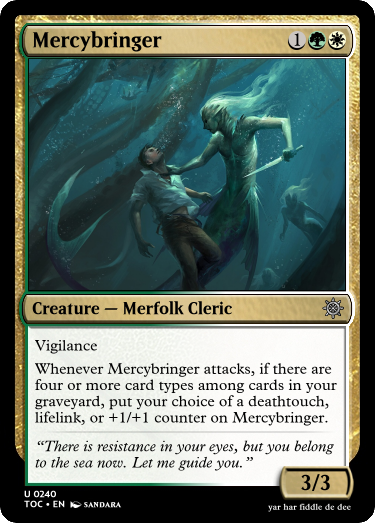 Mercybringer 1
Creature — Merfolk Cleric
Vigilance
Whenever Mercybringer attacks, if there are
four or more card types among cards in your
graveyard, put your choice of a deathtouch,
lifelink, or +1/+1 counter on Mercybringer.
“There is resistance in your eyes, but you belong
to the sea now. Let me guide you.”
3/3
U 0240
TOC • EN SANDARA
yar har fiddle de dee